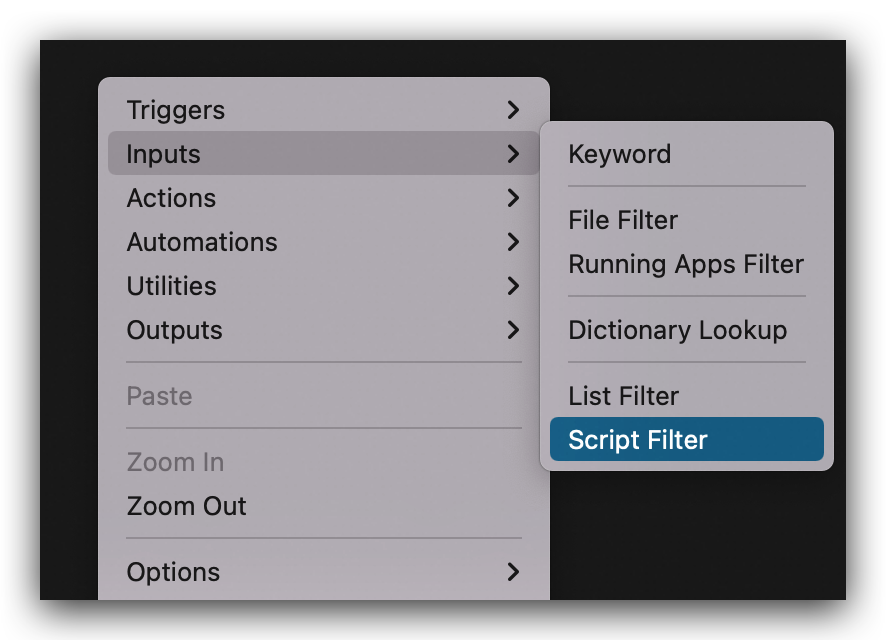 Triggers
Inputs
Actions
Automations
Utilities
Outputs
Paste
Zoom In
Zoom Out
Options
Keyword
File Filter
Running Apps Filter
Dictionary Lookup
List Filter
Script Filter